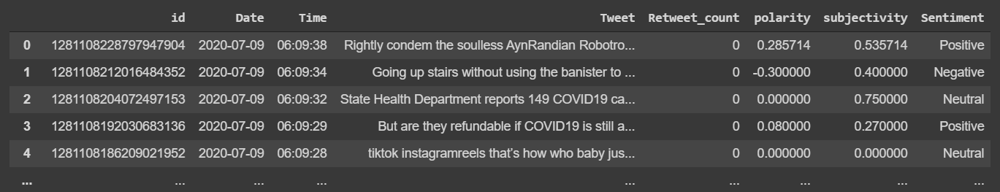 id Date Time Tweet Retweet_count polarity subjectivity Sentiment
0 1281108228797947904 2020-07-09 06:09:38 Rightly condem the soulless AynRandian Robotro... 0 0.285714 0.535714 Positive
1 1281108212016484352 2020-07-09 06:09:34 Going up stairs without using the banister to ... 0 -0.300000 0.400000 Negative
2 1281108204072497153 2020-07-09 06:09:32 State Health Department reports 149 COVID19 ca... 0 0.000000 0.750000 Neutral
3 1281108192030683136 2020-07-09 06:09:29 But are they refundable if COVID19 is still a... 0 0.080000 0.270000 Positive
4 1281108186209021952 2020-07-09 06:09:28 tiktok instagramreels that’s how who baby jus... 0 0.000000 0.000000 Neutral
... ... ... ... ... ... ... ... ...